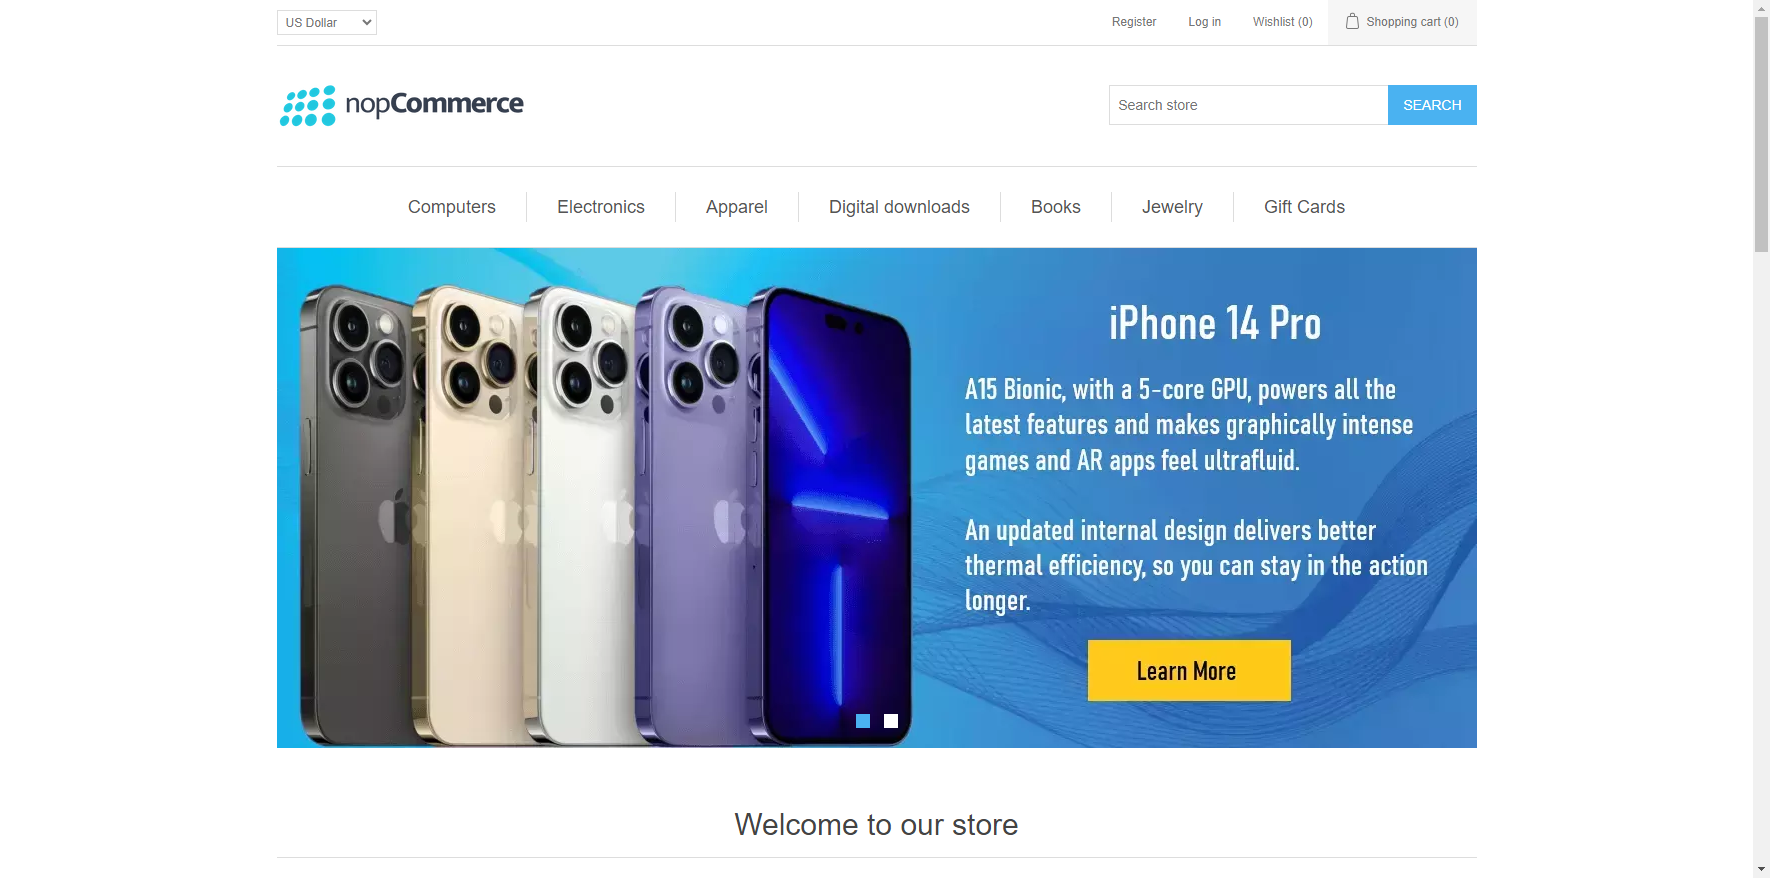 US Dollar
Register
Log in
Wishlist (0)
Shopping cart (0)
nopCommerce
Search store
SEARCH
Computers
Electronics
Apparel
Digital downloads
Books
Jewelry
Gift Cards
iPhone 14 Pro
A15 Bionic, with a 5-core GPU, powers all the
latest features and makes graphically intense
games and AR apps feel ultrafluid.
An updated internal design delivers better
thermal efficiency, so you can stay in the action
longer.
Learn More
Welcome to our store